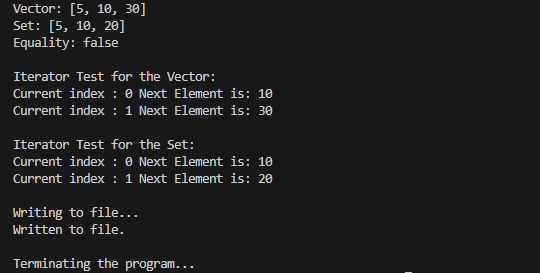 Vector: [5, 10, 30]
Set: [5, 10, 20]
Equality: false
Iterator Test for the Vector:
Current index : 0 Next Element is: 10
Current index : 1 Next Element is: 30
Iterator Test for the Set:
Current index : 0 Next Element is: 10
Current index : 1 Next Element is: 20
Writing to file...
Written to file.
Terminating the program...